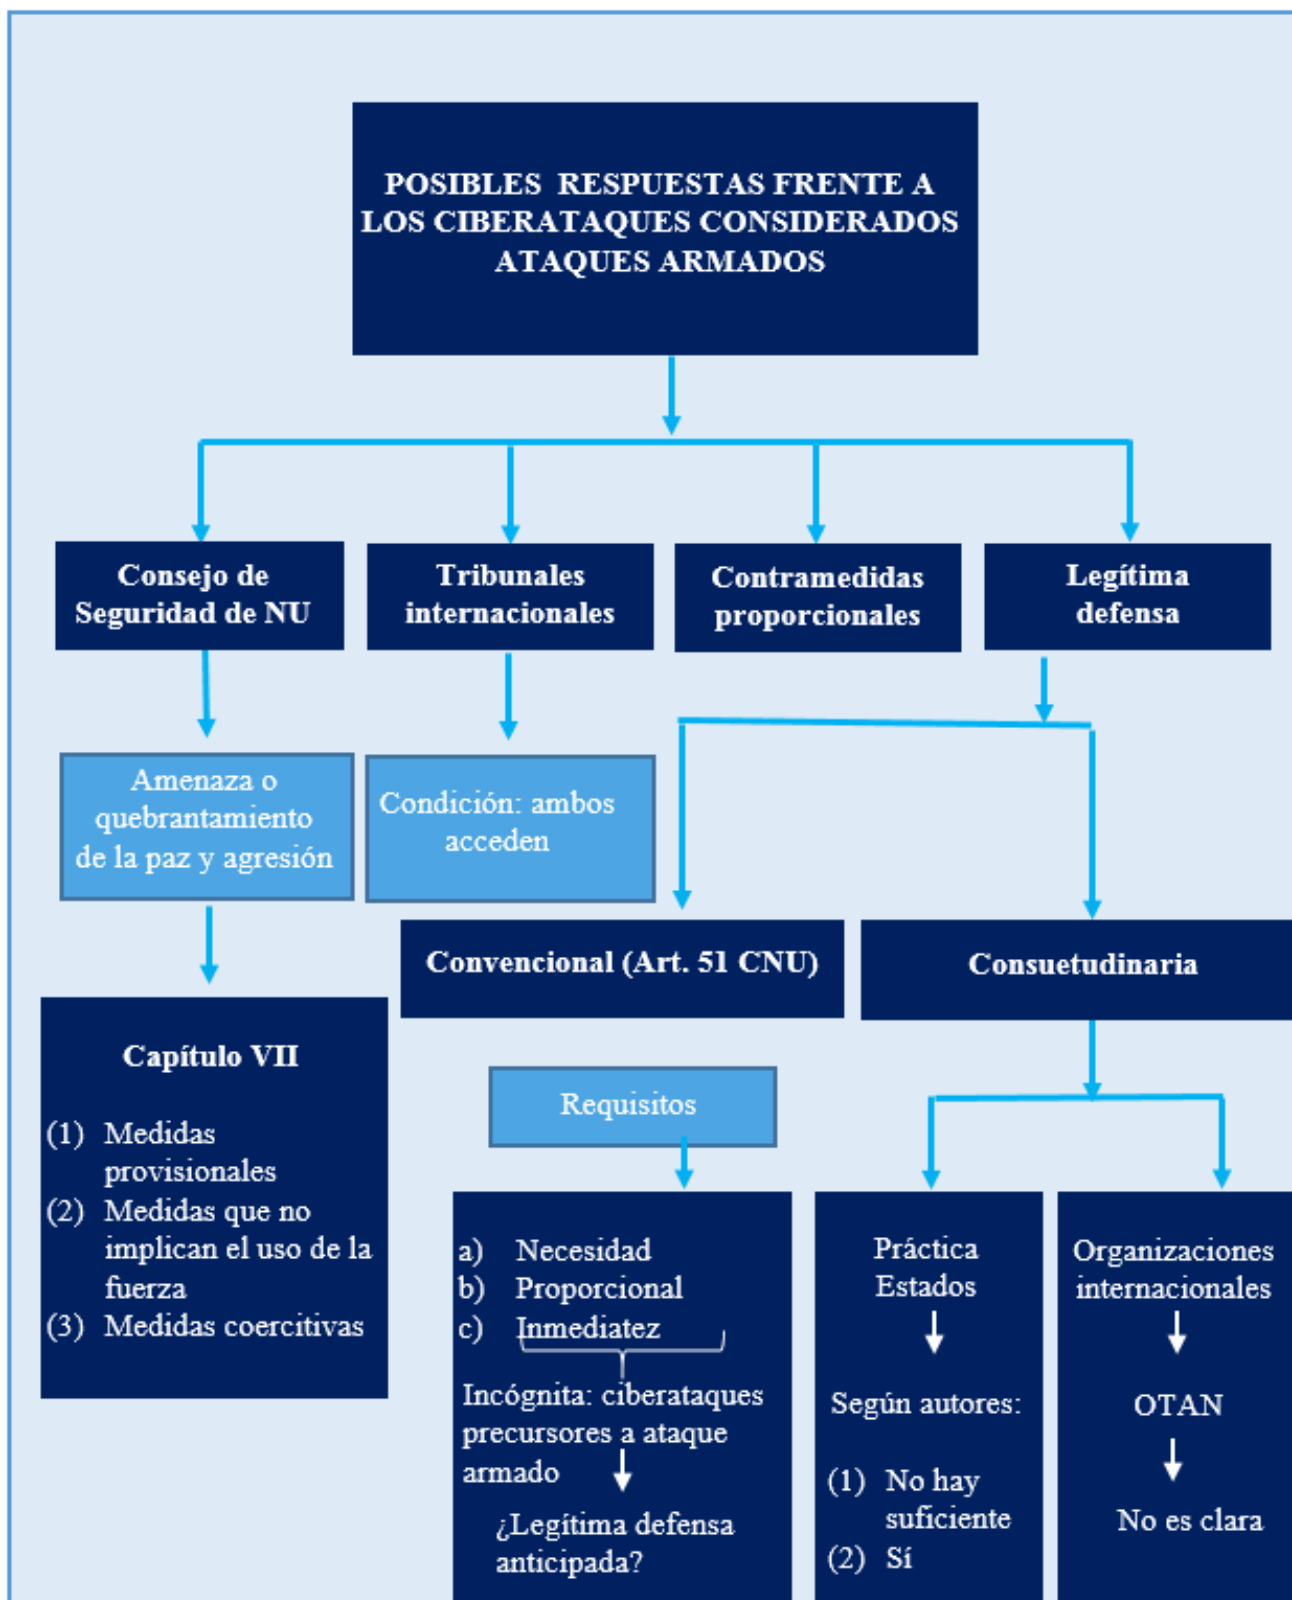 POSIBLES RESPUESTAS FRENTE A
LOS CIBERATAQUES CONSIDERADOS
ATAQUES ARMADOS
Consejo de
Seguridad de NU
Tribunales
internacionales
Contramedidas
proporcionales
Legítima
defensa
Amenaza o
quebrantamiento
de la paz y agresión
Condición: ambos
acceden
Convencional (Art. 51 CNU)
Consuetudinaria
Capítulo VII
(1) Medidas
provisionales
(2) Medidas que no
implican el uso de la
fuerza
(3) Medidas coercitivas
Requisitos
a) Necesidad
b) Proporcional
c) Inmediatez
Incógnita: ciberataques
precursores a ataque
armado
¿Legítima defensa
anticipada?
Práctica
Estados
Según autores:
(1) No hay
suficiente
(2) Sí
Organizaciones
internacionales
OTAN
No es clara